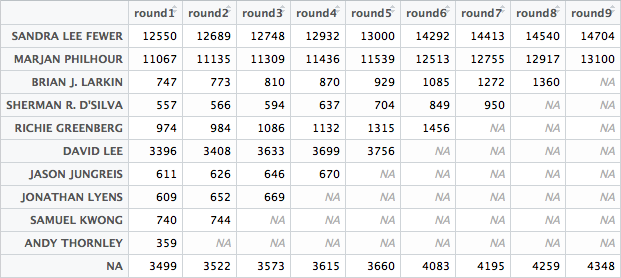 round1 round2 round3 round4 round5 round6 round7 round8 round9
SANDRA LEE FEWER 12550 12689 12748 12932 13000 14292 14413 14540 14704
MARJAN PHILHOUR 11067 11135 11309 11436 11539 12513 12755 12917 13100
BRIAN J. LARKIN 747 773 810 870 929 1085 1272 1360 NA
SHERMAN R. D'SILVA 557 566 594 637 704 849 950 NA NA
RICHIE GREENBERG 974 984 1086 1132 1315 1456 NA NA NA
DAVID LEE 3396 3408 3633 3699 3756 NA NA NA NA
JASON JUNGREIS 611 626 646 670 NA NA NA NA NA
JONATHAN LYENS 609 652 669 NA NA NA NA NA NA
SAMUEL KWONG 740 744 NA NA NA NA NA NA NA
ANDY THORNLEY 359 NA NA NA NA NA NA NA NA
NA 3499 3522 3573 3615 3660 4083 4195 4259 4348